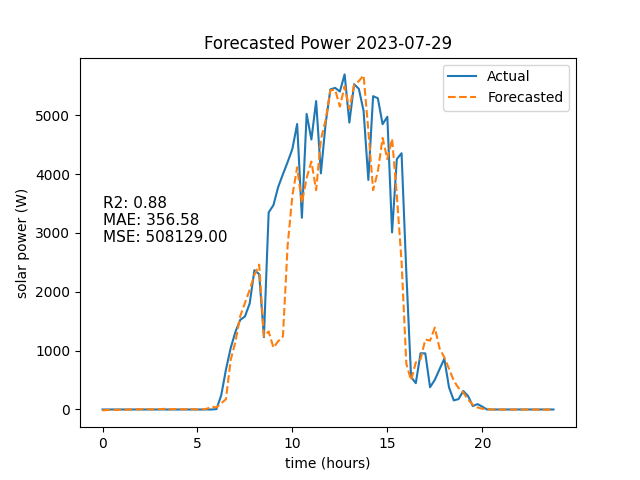 Forecasted Power 2023-07-29
Actual
Forecasted
R2: 0.88
MAE: 356.58
MSE: 508129.00
solar power (W)
5000
4000
3000
2000
1000
0
0 5 10 15 20
time (hours)